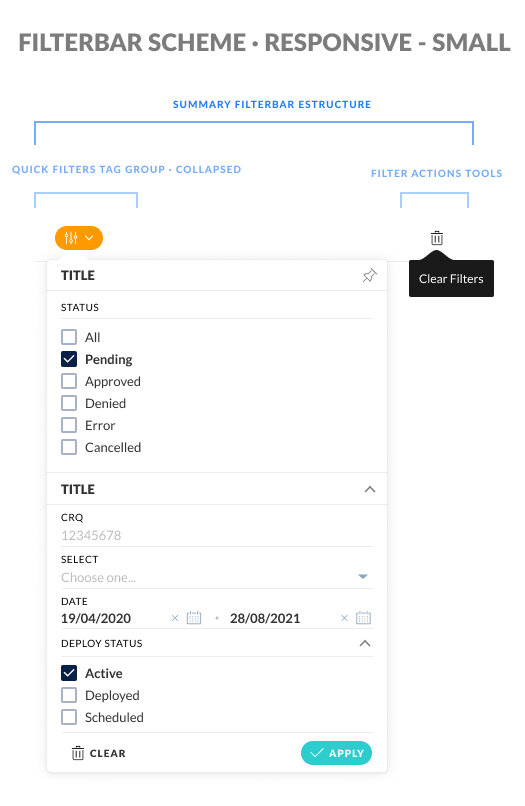 FILTERBAR SCHEME · RESPONSIVE - SMALL
SUMMARY FILTERBAR ESTRUCTURE
QUICK FILTERS TAG GROUP · COLLAPSED
FILTER ACTIONS TOOLS
Clear Filters
TITLE
STATUS
All
Pending
Approved
Denied
Error
Cancelled
TITLE
CRQ
12345678
SELECT
Choose one...
DATE
19/04/2020 × • 28/08/2021 ×
DEPLOY STATUS
Active
Deployed
Scheduled
CLEAR APPLY